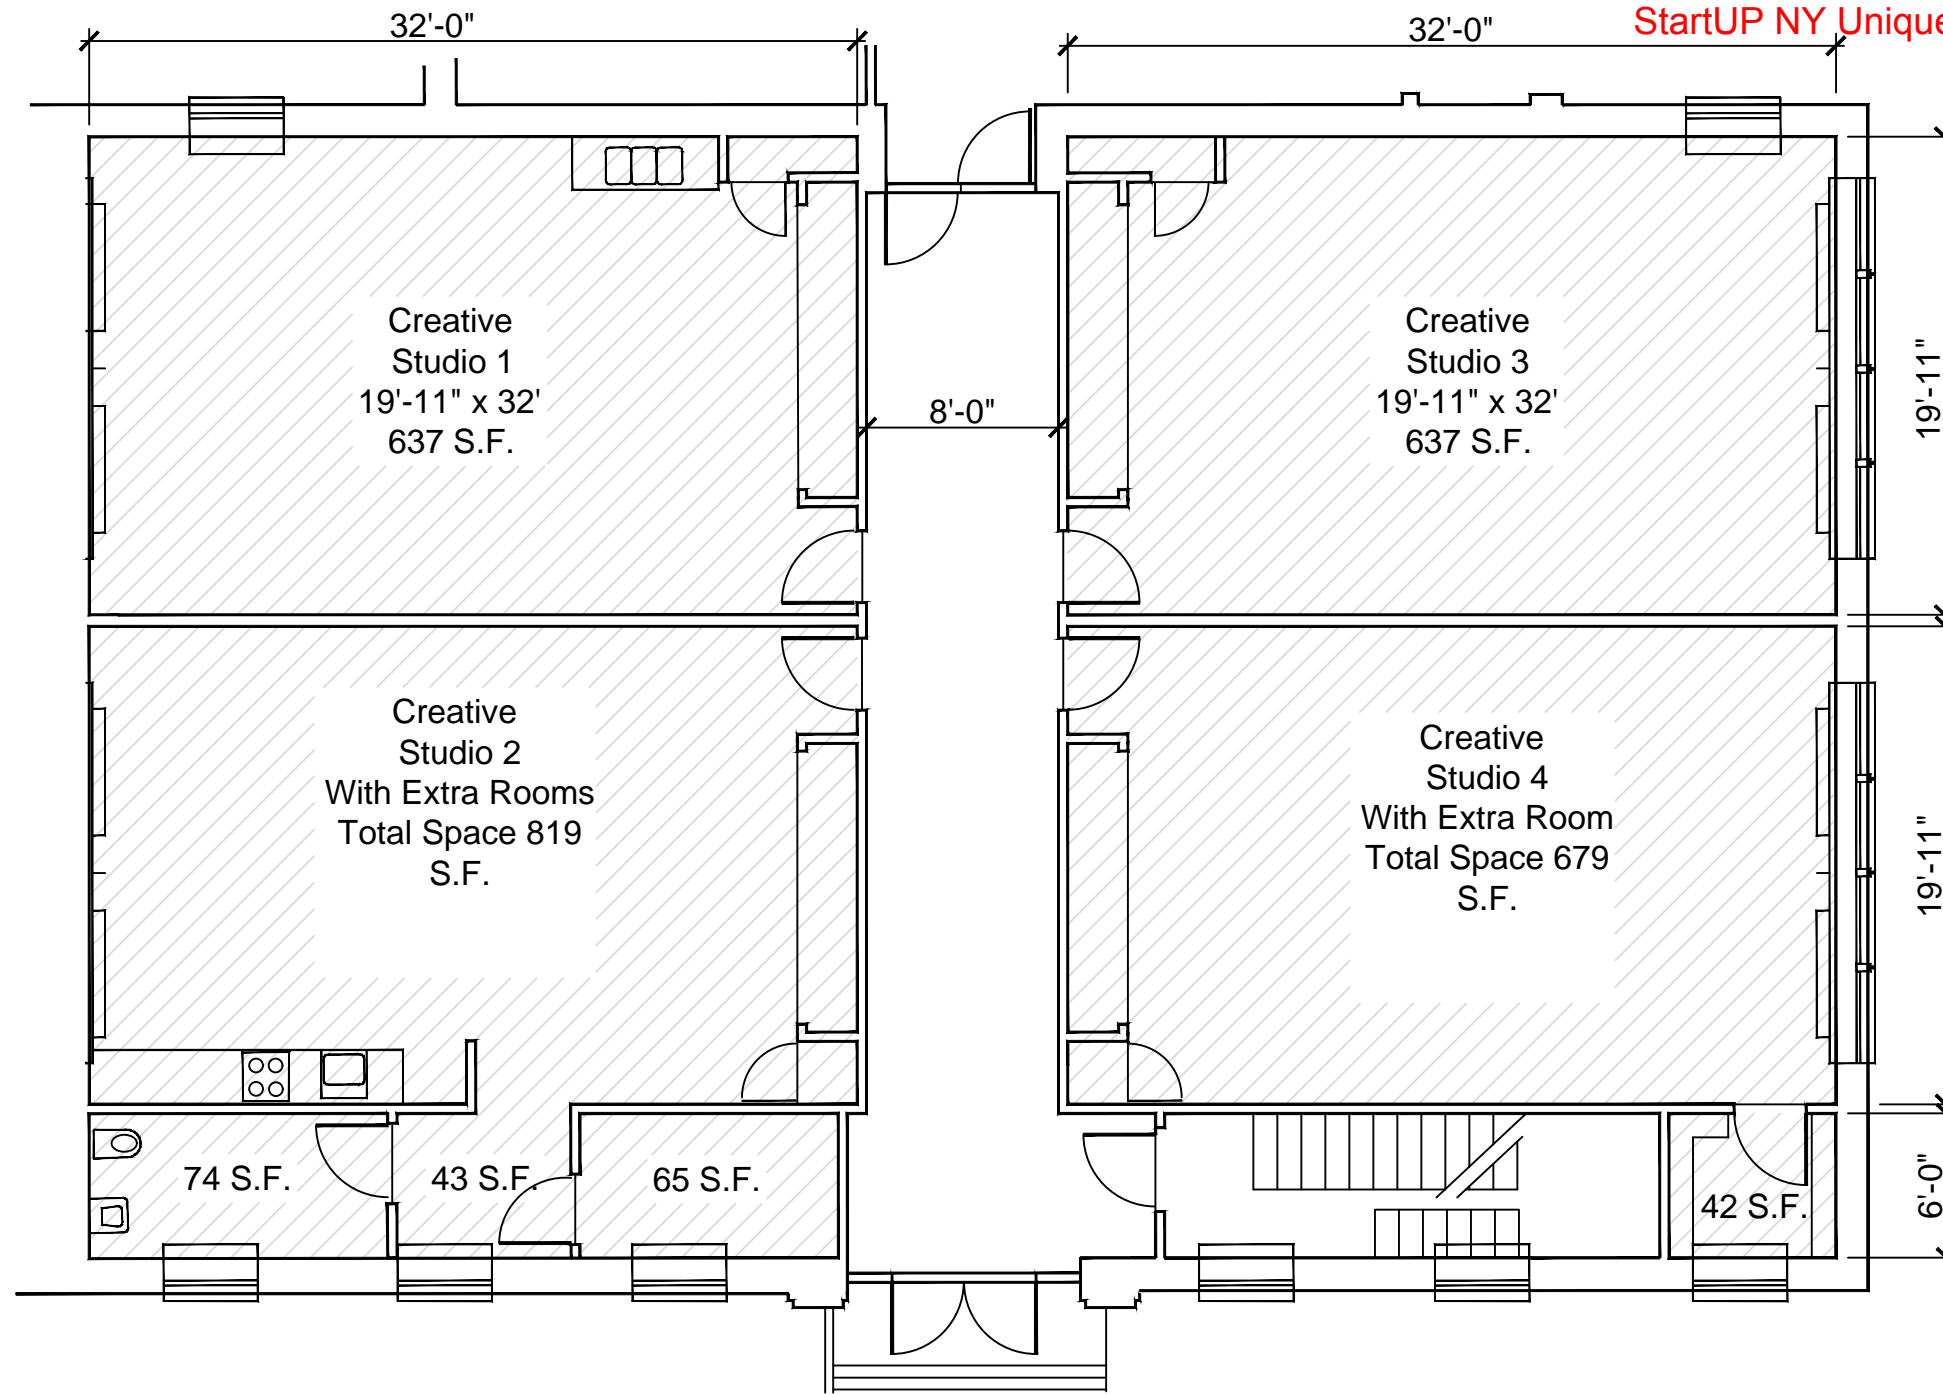 32'-0"
32'-0"
StartUP NY Unique
Creative
Studio 1
19'-11" x 32'
637 S.F.
8'-0"
Creative
Studio 3
19'-11" x 32'
637 S.F.
19'-11"
Creative
Studio 2
With Extra Rooms
Total Space 819
S.F.
Creative
Studio 4
With Extra Room
Total Space 679
S.F.
19'-11"
74 S.F.
43 S.F.
65 S.F.
42 S.F.
6'-0"